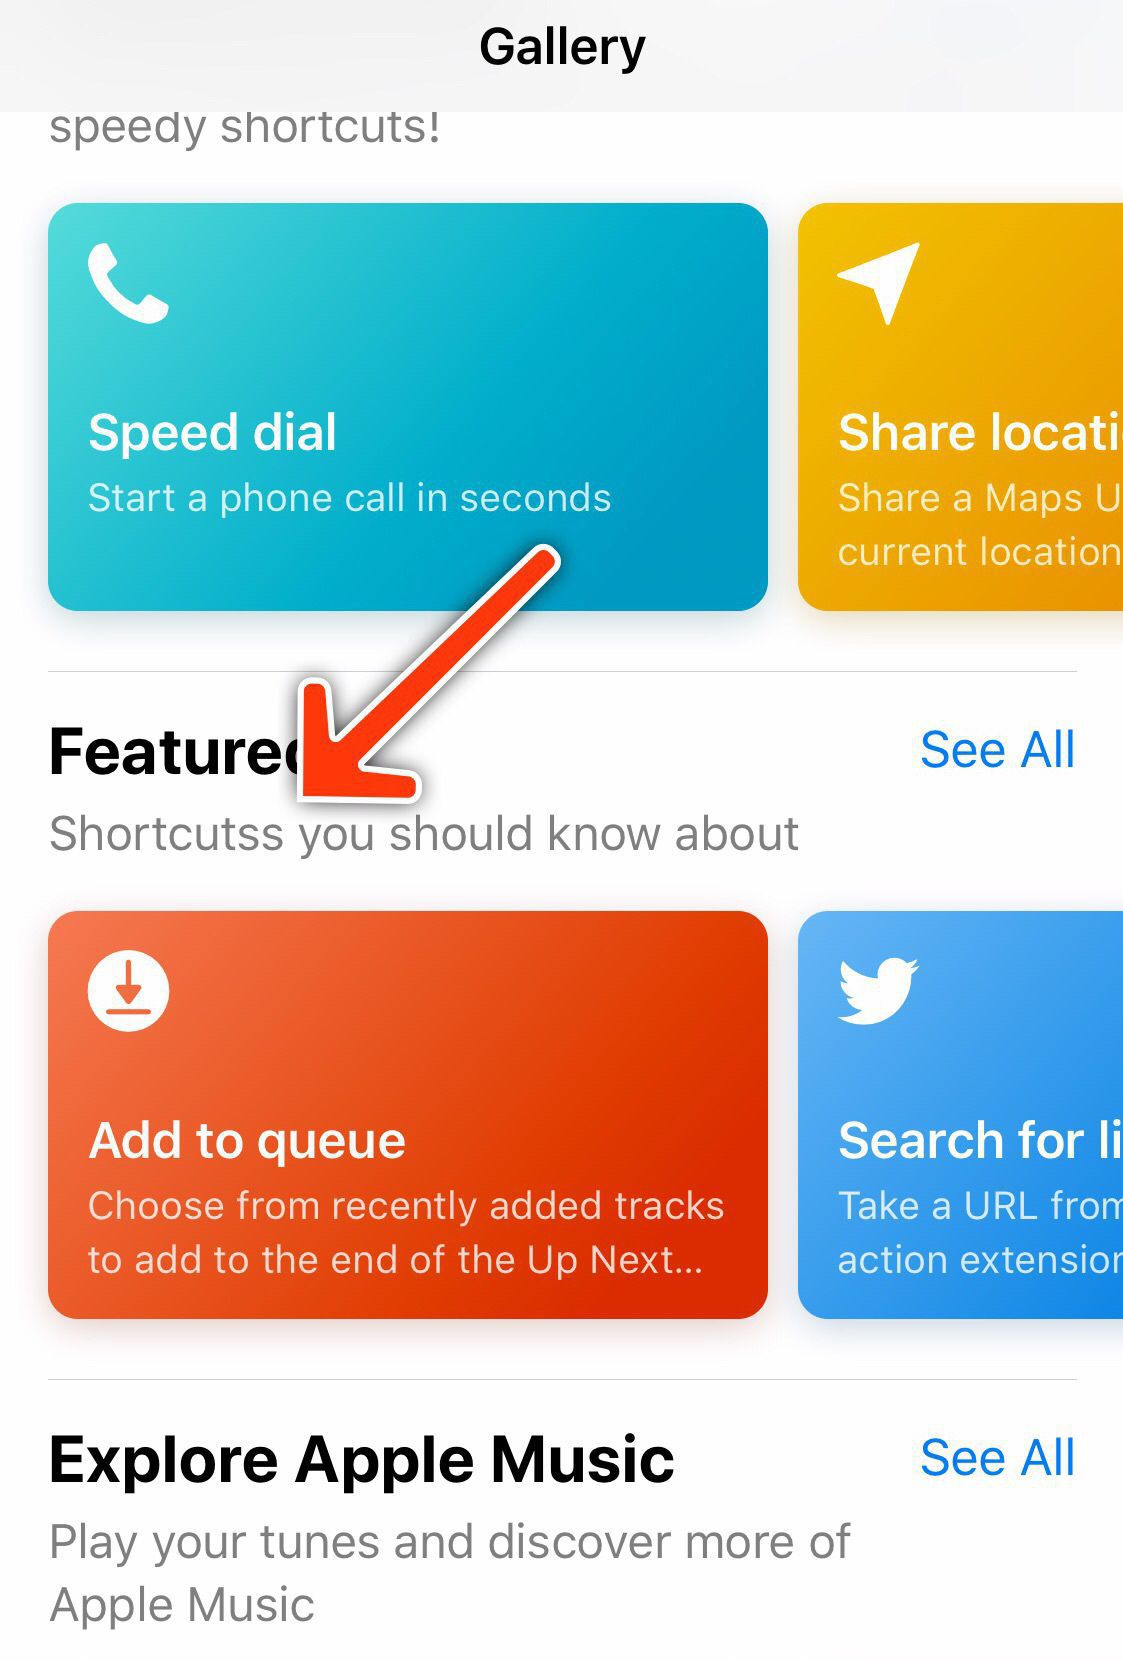 Gallery
speedy shortcuts!
Speed dial
Start a phone call in seconds
Share locati
Share a Maps U
current location
Featured
See All
Shortcutss you should know about
Add to queue
Choose from recently added tracks
to add to the end of the Up Next...
Search for li
Take a URL from
action extension
Explore Apple Music
See All
Play your tunes and discover more of
Apple Music